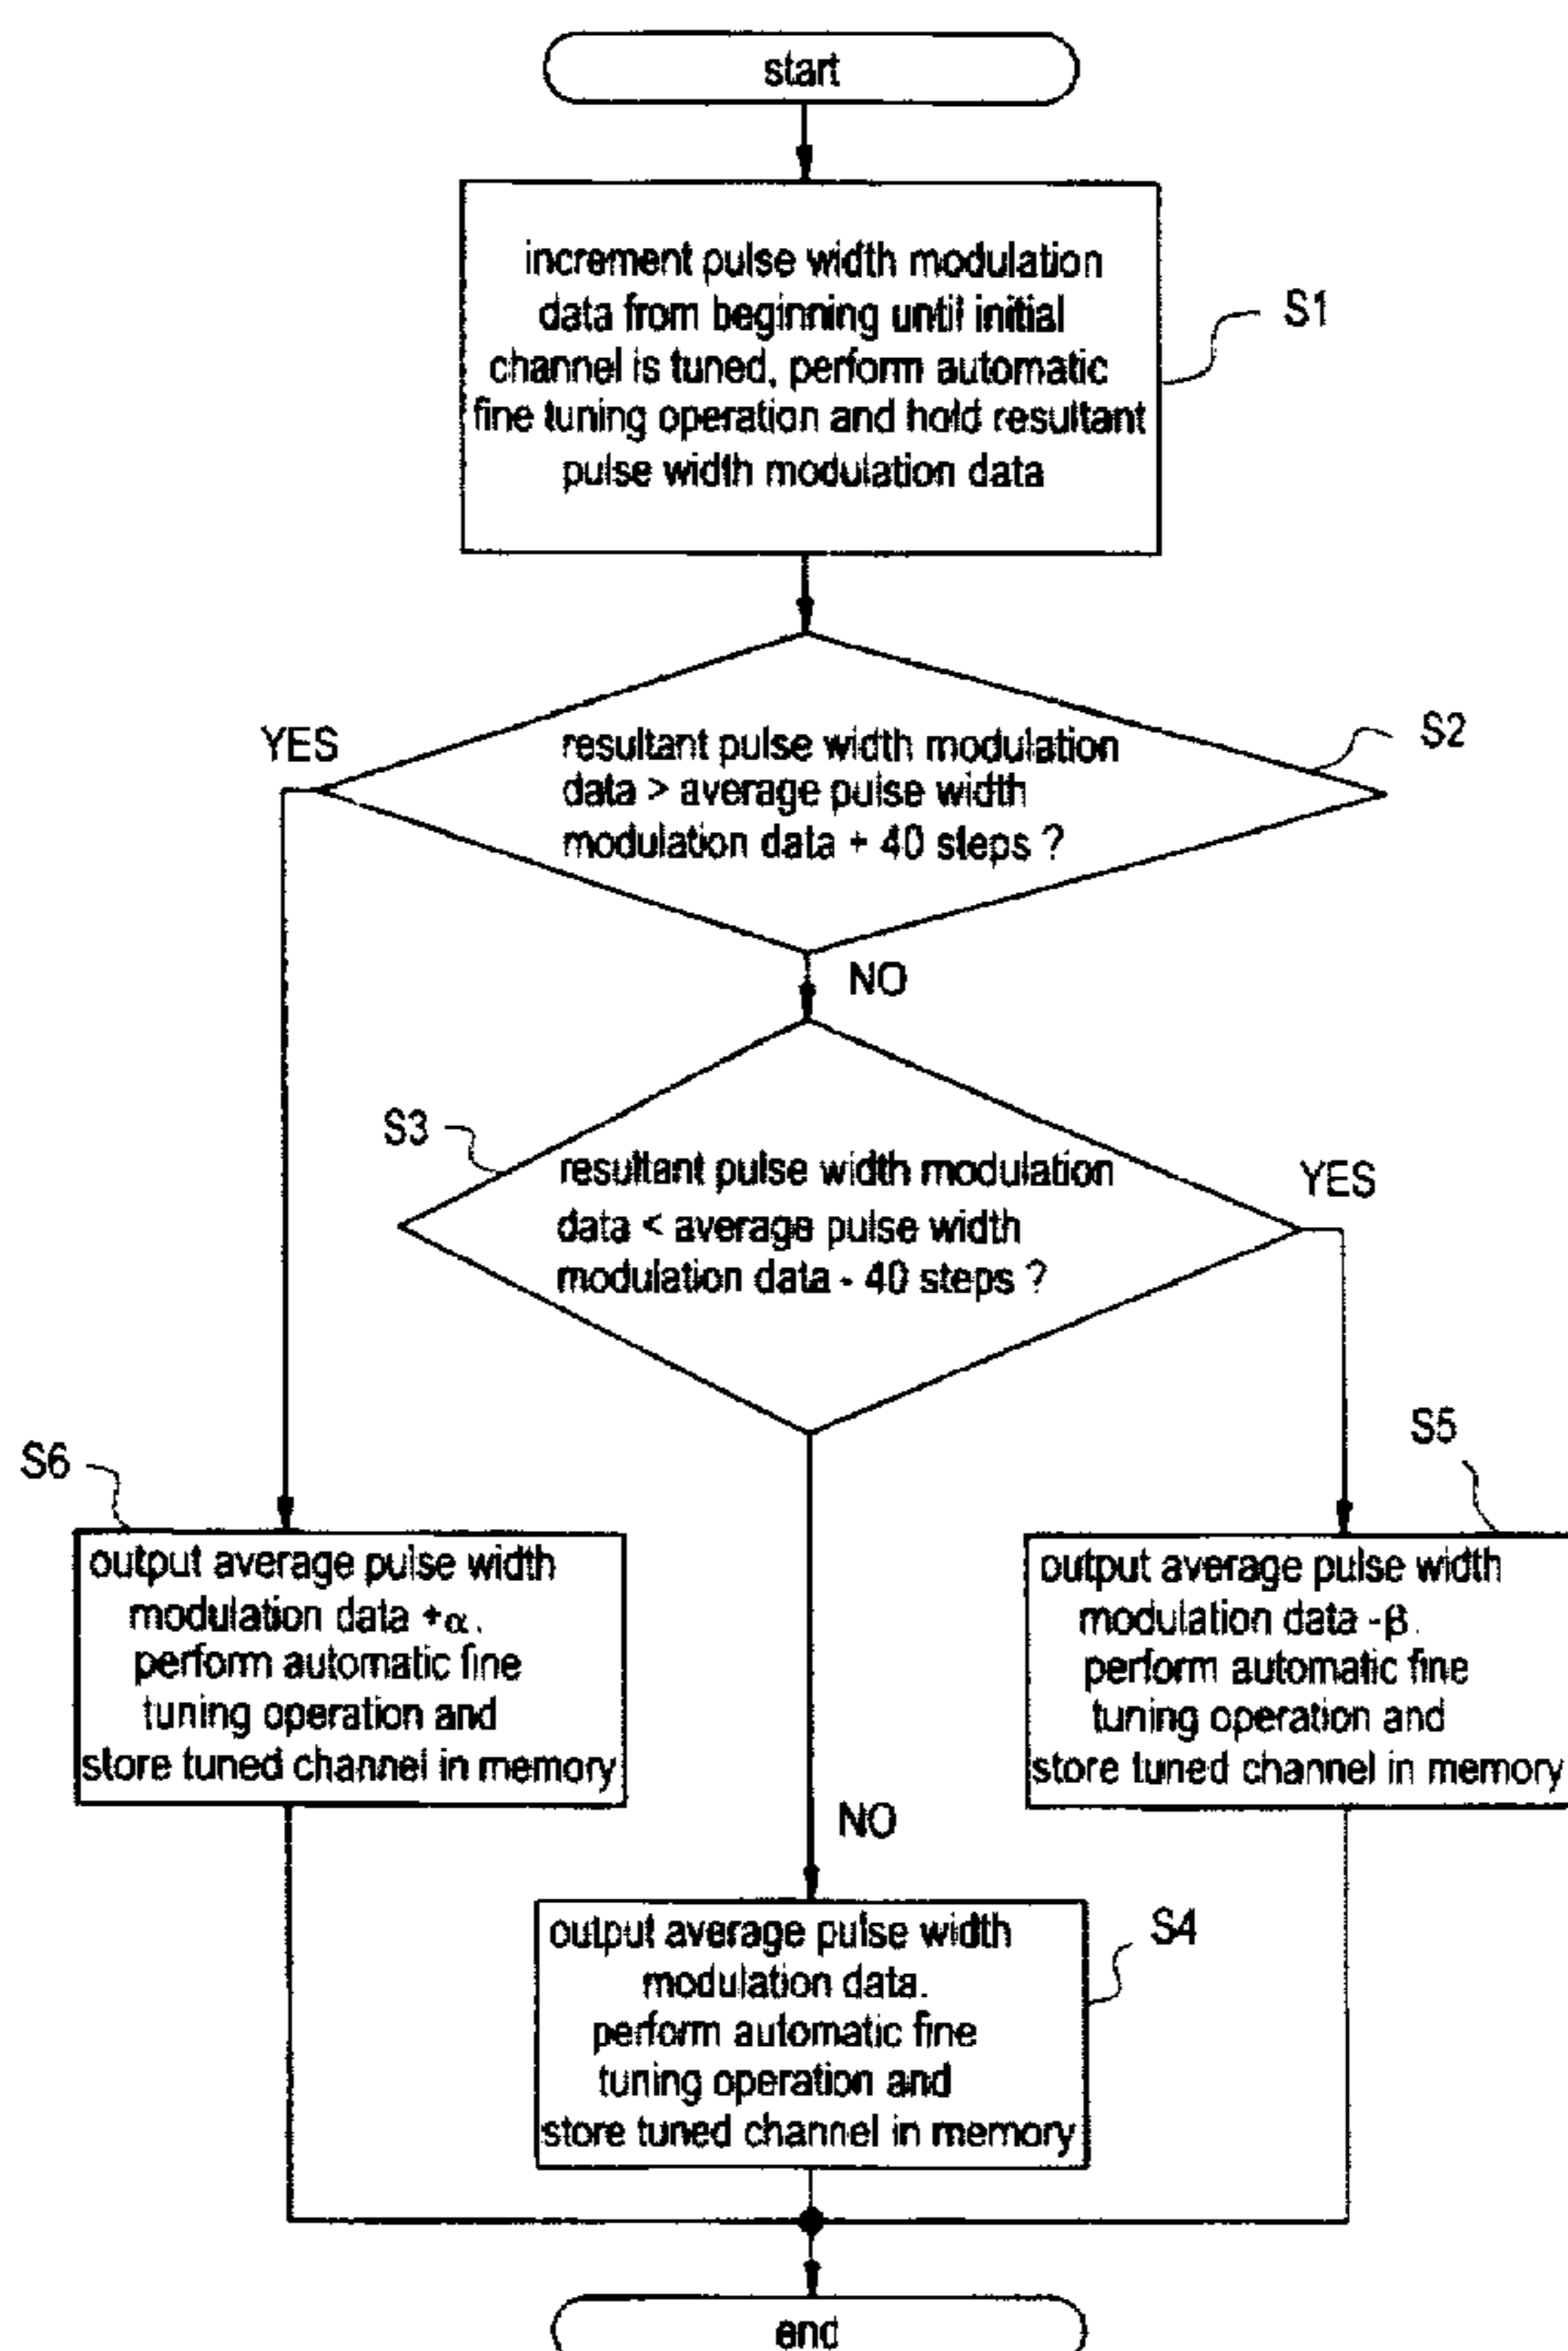 start
increment pulse width modulation
data from beginning until initial
channel is tuned, perform automatic
fine tuning operation and hold resultant
pulse width modulation data
S1
YES
resultant pulse width modulation
data > average pulse width
modulation data + 40 steps ?
S2
NO
S3
resultant pulse width modulation
data < average pulse width
modulation data - 40 steps ?
YES
S6
output average pulse width
modulation data +α.
perform automatic fine
tuning operation and
store tuned channel in memory
S5
output average pulse width
modulation data -β.
perform automatic fine
tuning operation and
store tuned channel in memory
NO
output average pulse width
modulation data.
perform automatic fine
tuning operation and
store tuned channel in memory
S4
end